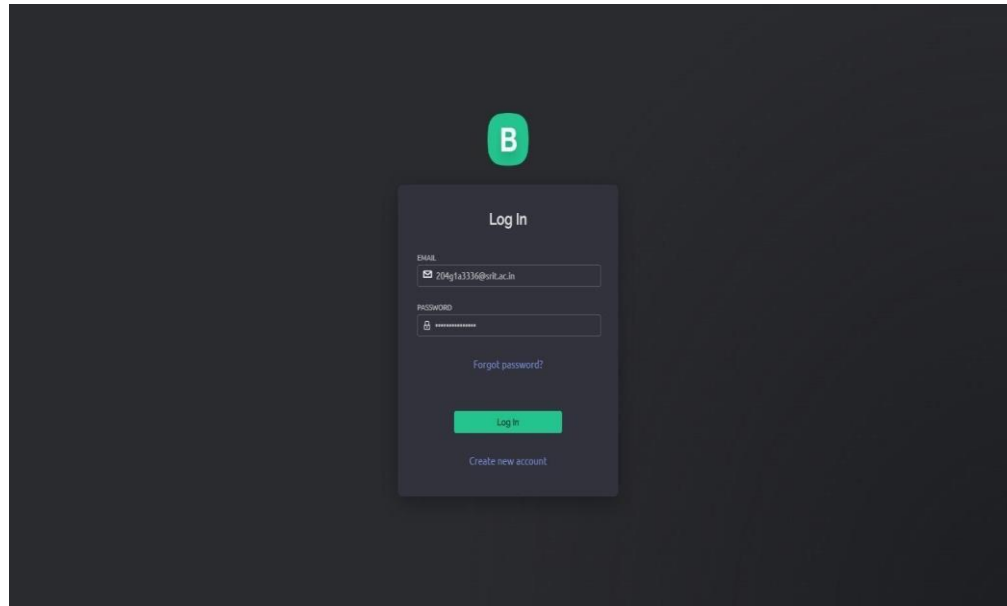 B
Log In
EMAIL
204g1a3336@srit.ac.in
PASSWORD
••••••••••••••
Forgot password?
Log In
Create new account